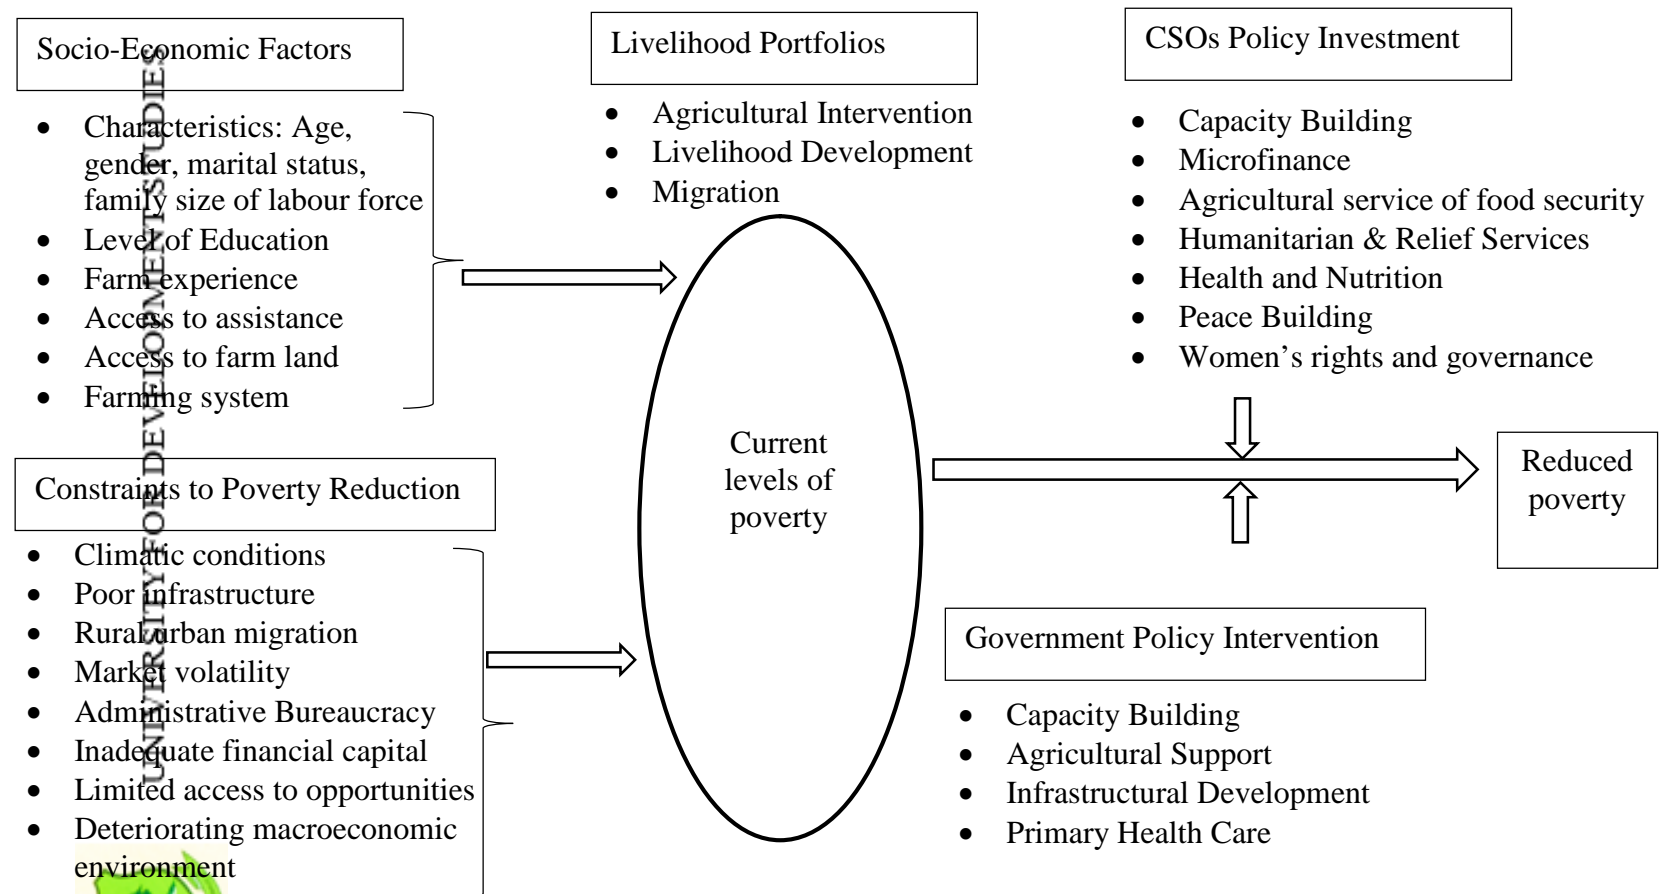 Socio-Economic Factors
• Characteristics: Age,
gender, marital status,
family size of labour force
• Level of Education
• Farm experience
• Access to assistance
• Access to farm land
• Farming system
Constraints to Poverty Reduction
• Climatic conditions
• Poor infrastructure
• Rural urban migration
• Market volatility
• Administrative Bureaucracy
• Inadequate financial capital
• Limited access to opportunities
• Deteriorating macroeconomic
environment
Livelihood Portfolios
• Agricultural Intervention
• Livelihood Development
• Migration
Current
levels of
poverty
CSOs Policy Investment
• Capacity Building
• Microfinance
• Agricultural service of food security
• Humanitarian & Relief Services
• Health and Nutrition
• Peace Building
• Women’s rights and governance
Reduced
poverty
Government Policy Intervention
• Capacity Building
• Agricultural Support
• Infrastructural Development
• Primary Health Care
UNIVERSITY FOR DEVELOPMENT STUDIES